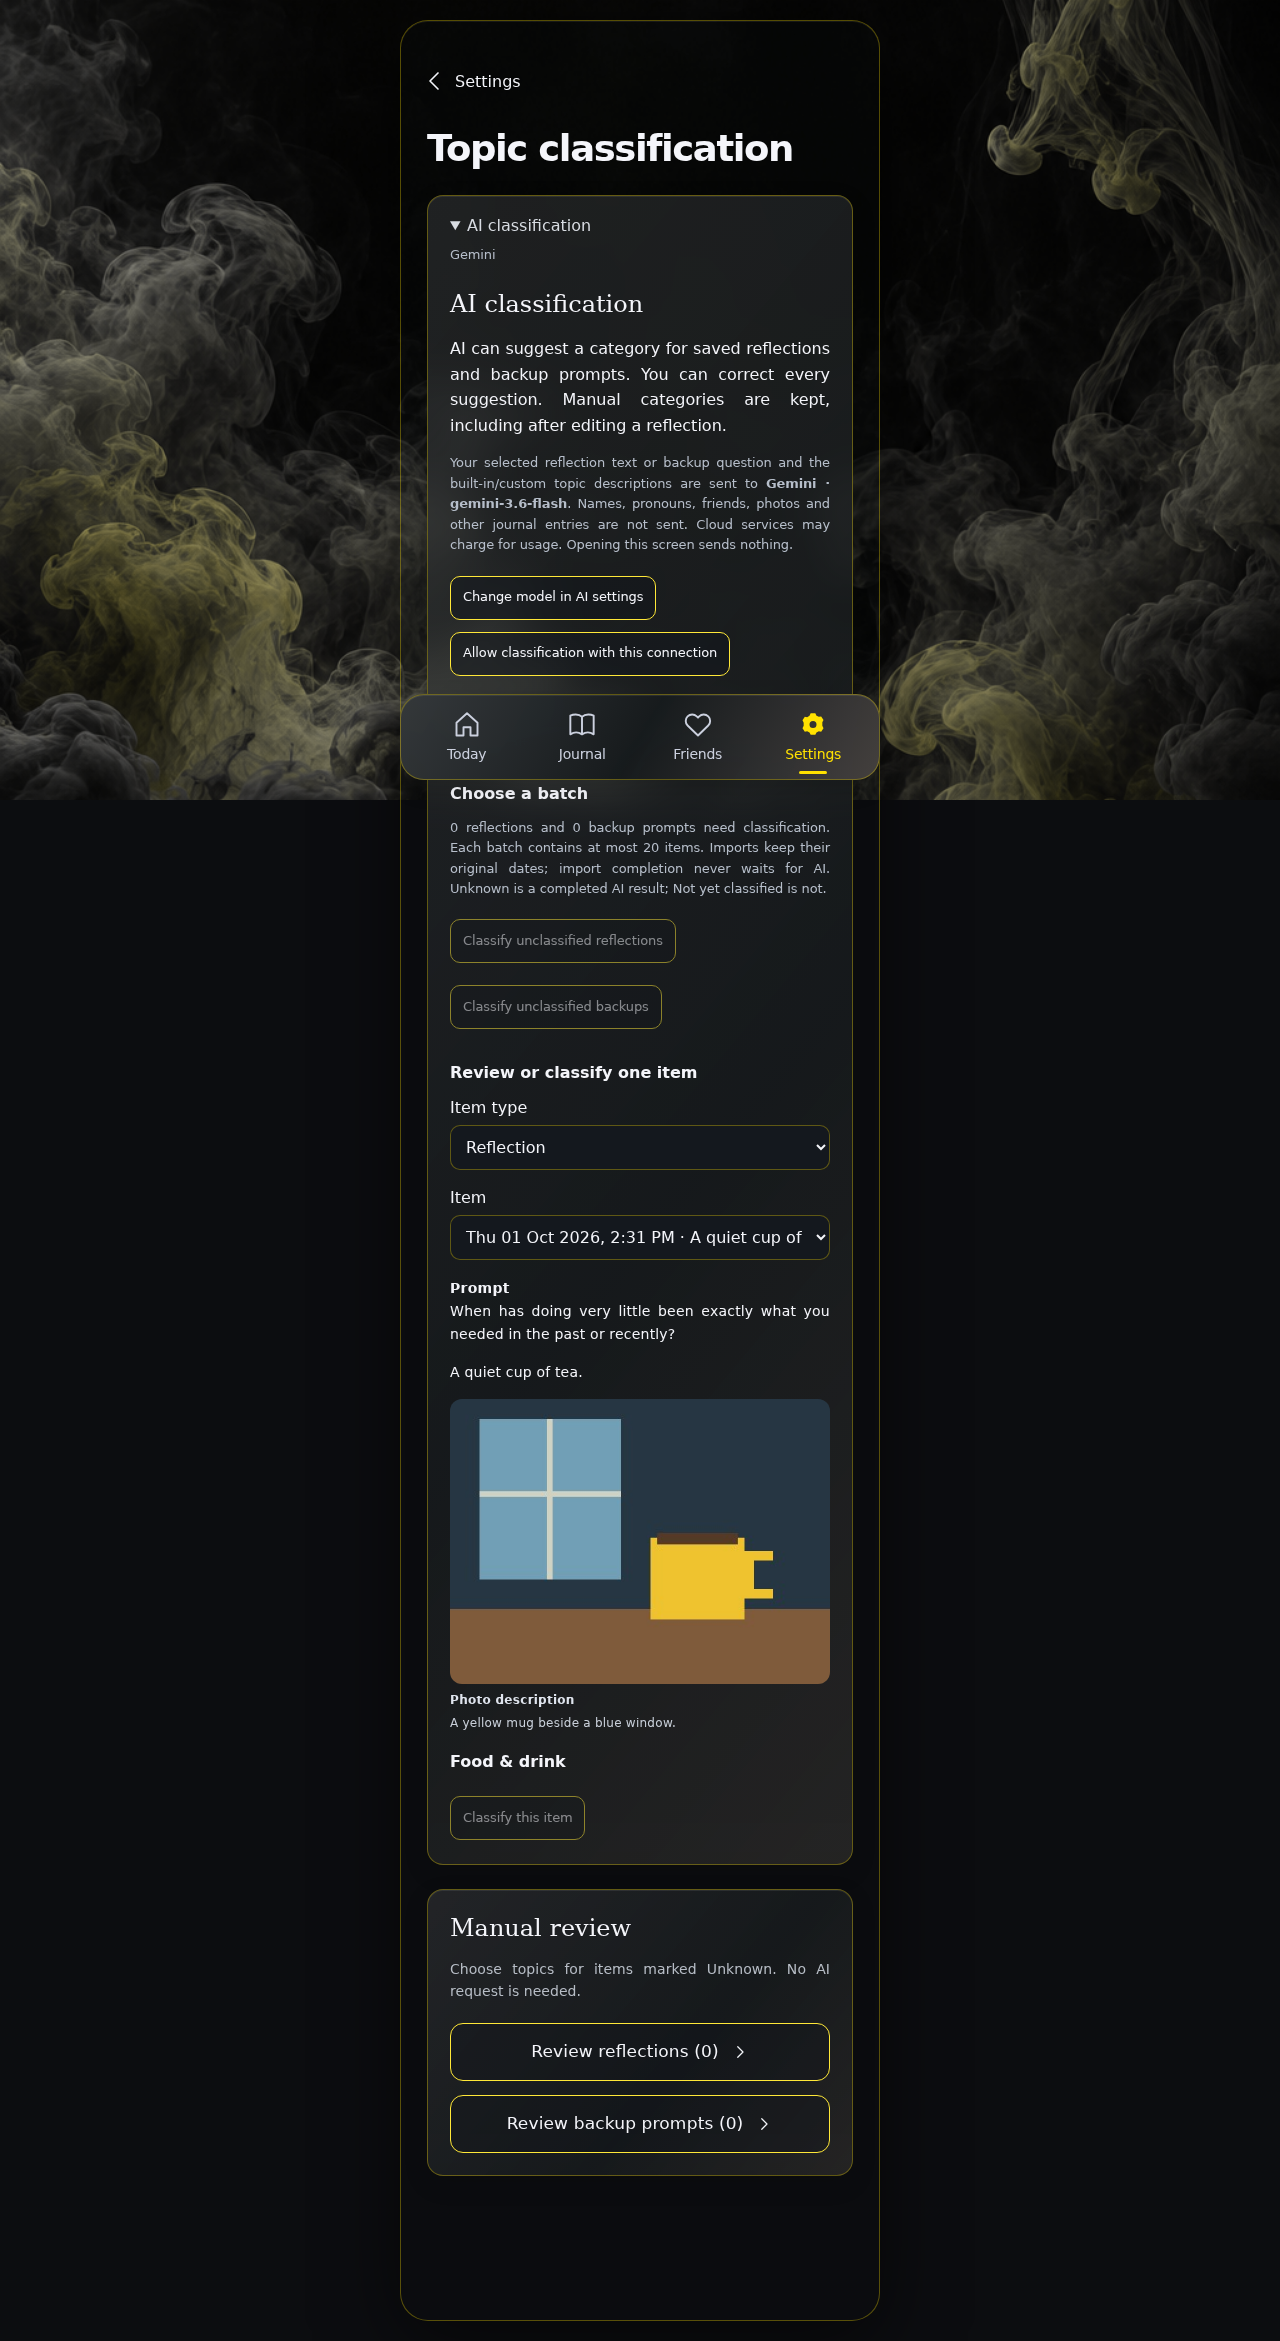 Settings
Topic classification
▼ AI classification
Gemini
AI classification
AI can suggest a category for saved reflections
and backup prompts. You can correct every
suggestion. Manual categories are kept,
including after editing a reflection.
Your selected reflection text or backup question and the
built-in/custom topic descriptions are sent to Gemini ·
gemini-3.6-flash. Names, pronouns, friends, photos and
other journal entries are not sent. Cloud services may
charge for usage. Opening this screen sends nothing.
Change model in AI settings
Allow classification with this connection
Today Journal Friends Settings
Choose a batch
0 reflections and 0 backup prompts need classification.
Each batch contains at most 20 items. Imports keep their
original dates; import completion never waits for AI.
Unknown is a completed AI result; Not yet classified is not.
Classify unclassified reflections
Classify unclassified backups
Review or classify one item
Item type
Reflection
Item
Thu 01 Oct 2026, 2:31 PM · A quiet cup of
Prompt
When has doing very little been exactly what you
needed in the past or recently?
A quiet cup of tea.
Photo description
A yellow mug beside a blue window.
Food & drink
Classify this item
Manual review
Choose topics for items marked Unknown. No AI
request is needed.
Review reflections (0)
Review backup prompts (0)